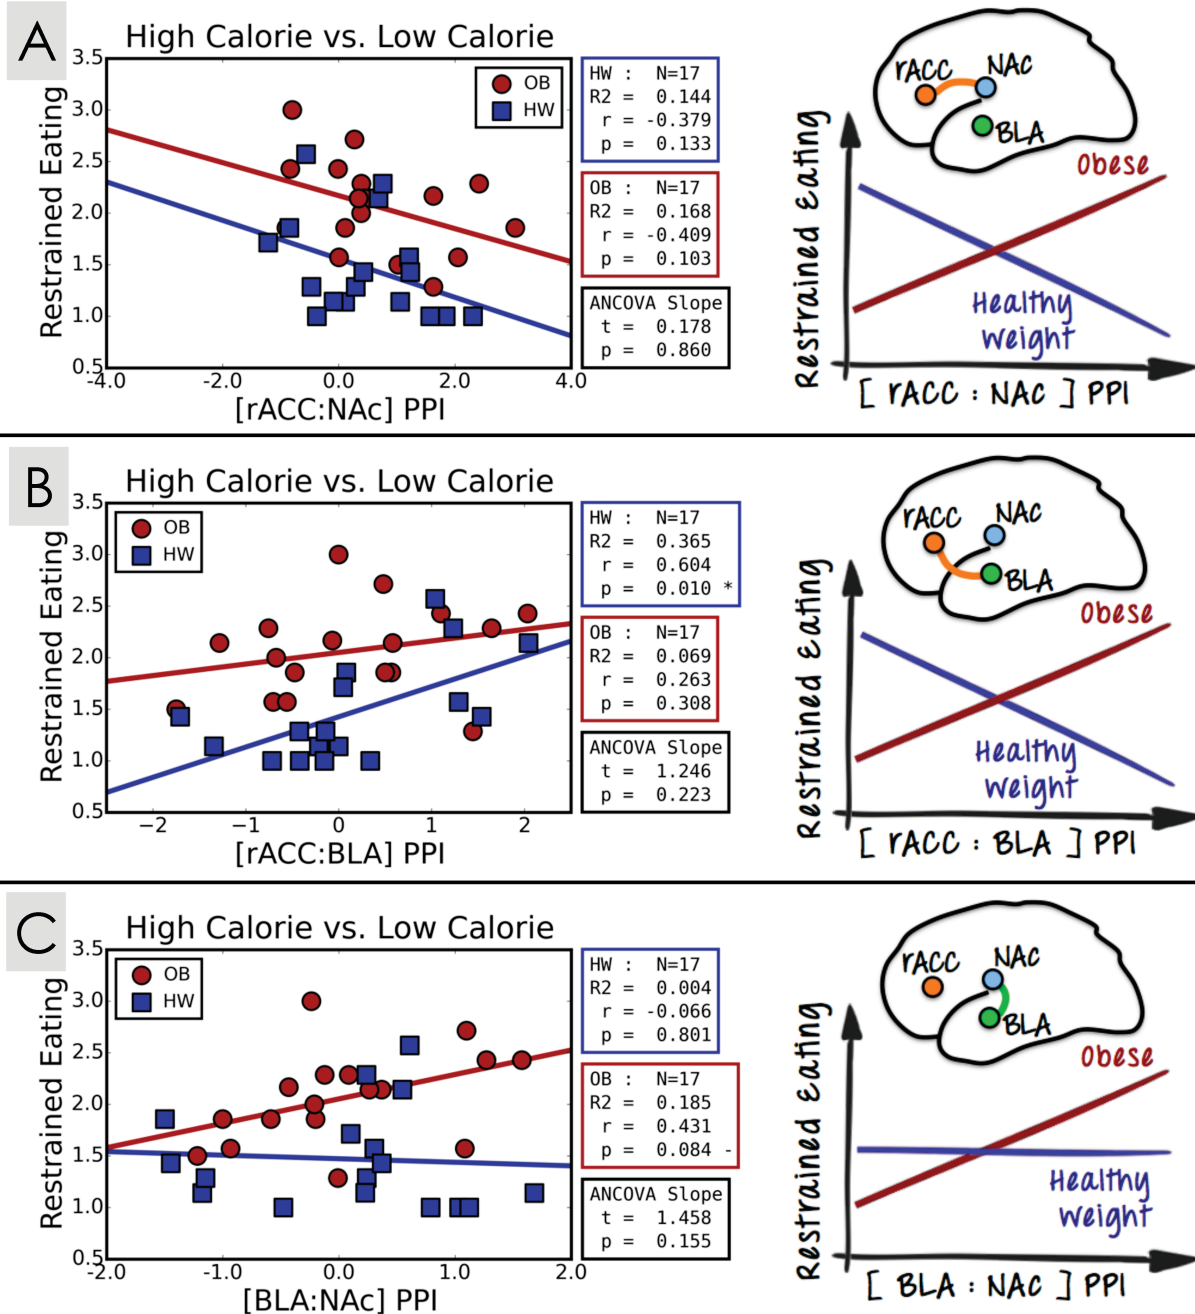 A
High Calorie vs. Low Calorie
Restrained Eating
3.5
3.0
2.5
2.0
1.5
1.0
0.5
-4.0 -2.0 0.0 2.0 4.0
[rACC:NAc] PPI
OB
HW
HW : N=17
R2 = 0.144
r = -0.379
p = 0.133
OB : N=17
R2 = 0.168
r = -0.409
p = 0.103
ANCOVA Slope
t = 0.178
p = 0.860
rACC
NAc
BLA
Restrained Eating
Obese
Healthy
Weight
[ rACC : NAc ] PPI
B
High Calorie vs. Low Calorie
Restrained Eating
3.5
3.0
2.5
2.0
1.5
1.0
0.5
−2 −1 0 1 2
[rACC:BLA] PPI
OB
HW
HW : N=17
R2 = 0.365
r = 0.604
p = 0.010 *
OB : N=17
R2 = 0.069
r = 0.263
p = 0.308
ANCOVA Slope
t = 1.246
p = 0.223
rACC
NAc
BLA
Restrained Eating
Obese
Healthy
Weight
[ rACC : BLA ] PPI
C
High Calorie vs. Low Calorie
Restrained Eating
3.5
3.0
2.5
2.0
1.5
1.0
0.5
-2.0 -1.0 0.0 1.0 2.0
[BLA:NAc] PPI
OB
HW
HW : N=17
R2 = 0.004
r = -0.066
p = 0.801
OB : N=17
R2 = 0.185
r = 0.431
p = 0.084 -
ANCOVA Slope
t = 1.458
p = 0.155
rACC
NAc
BLA
Restrained Eating
Obese
Healthy
Weight
[ BLA : NAc ] PPI